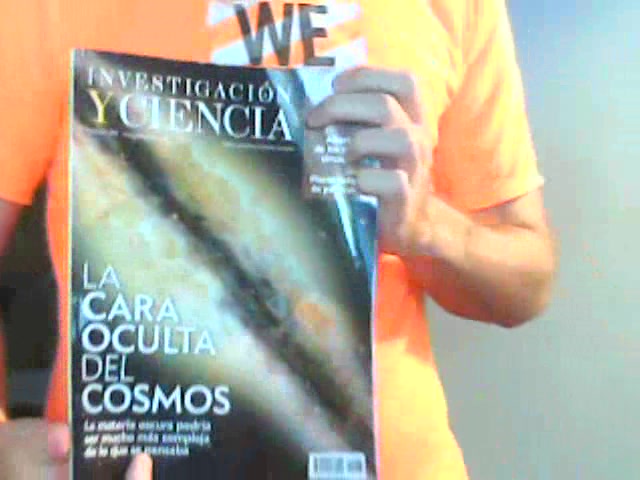 WE
INVESTIGACIÓN
Y CIENCIA
LA
CARA
OCULTA
DEL
COSMOS
La materia oscura podría
ser mucho más compleja
de lo que se pensaba